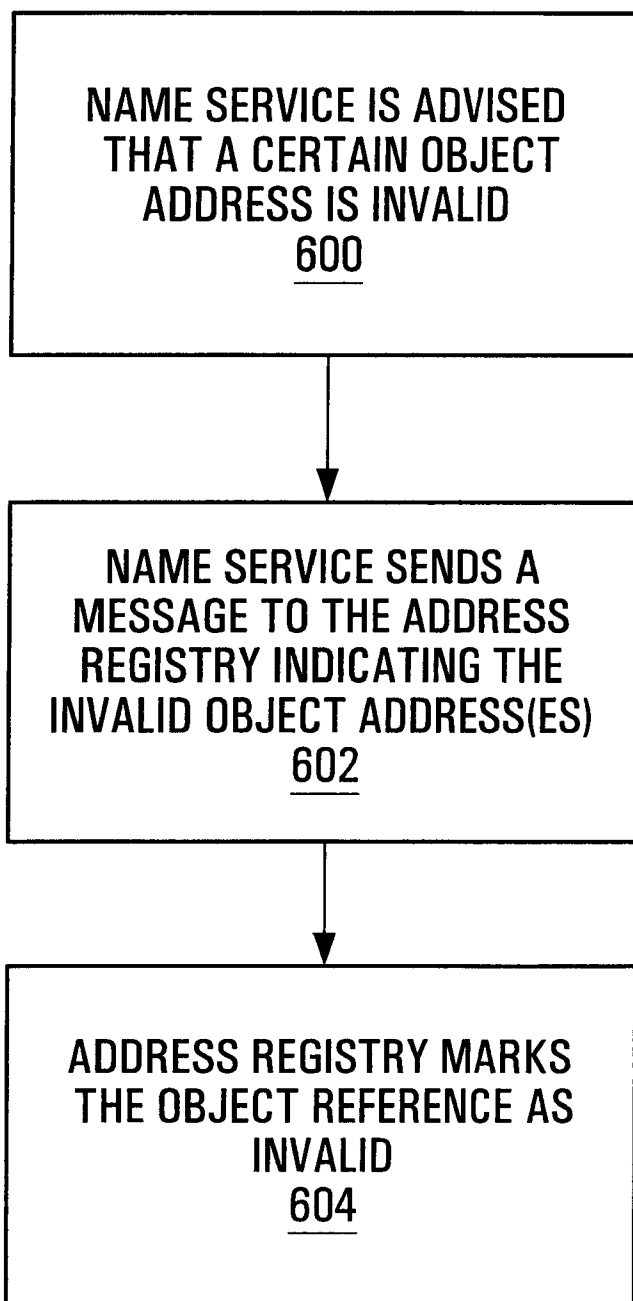 NAME SERVICE IS ADVISED
THAT A CERTAIN OBJECT
ADDRESS IS INVALID
600
NAME SERVICE SENDS A
MESSAGE TO THE ADDRESS
REGISTRY INDICATING THE
INVALID OBJECT ADDRESS(ES)
602
ADDRESS REGISTRY MARKS
THE OBJECT REFERENCE AS
INVALID
604